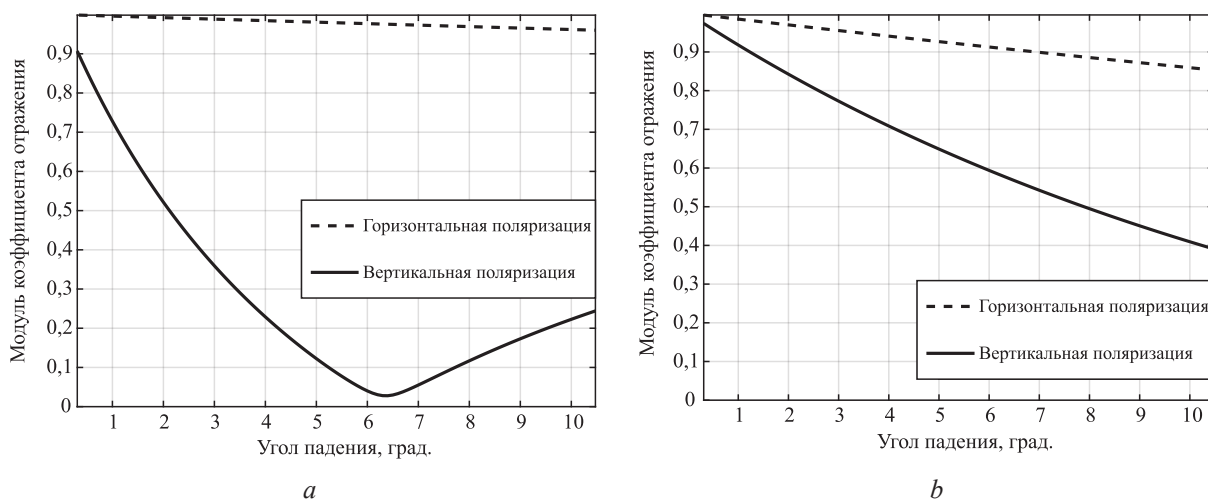 Модуль коэффициента отражения
0,9
0,8
0,7
0,6
0,5
0,4
0,3
0,2
0,1
0
Горизонтальная поляризация
Вертикальная поляризация
1 2 3 4 5 6 7 8 9 10
Угол падения, град.
a
Модуль коэффициента отражения
0,9
0,8
0,7
0,6
0,5
0,4
0,3
0,2
0,1
0
Горизонтальная поляризация
Вертикальная поляризация
1 2 3 4 5 6 7 8 9 10
Угол падения, град.
b